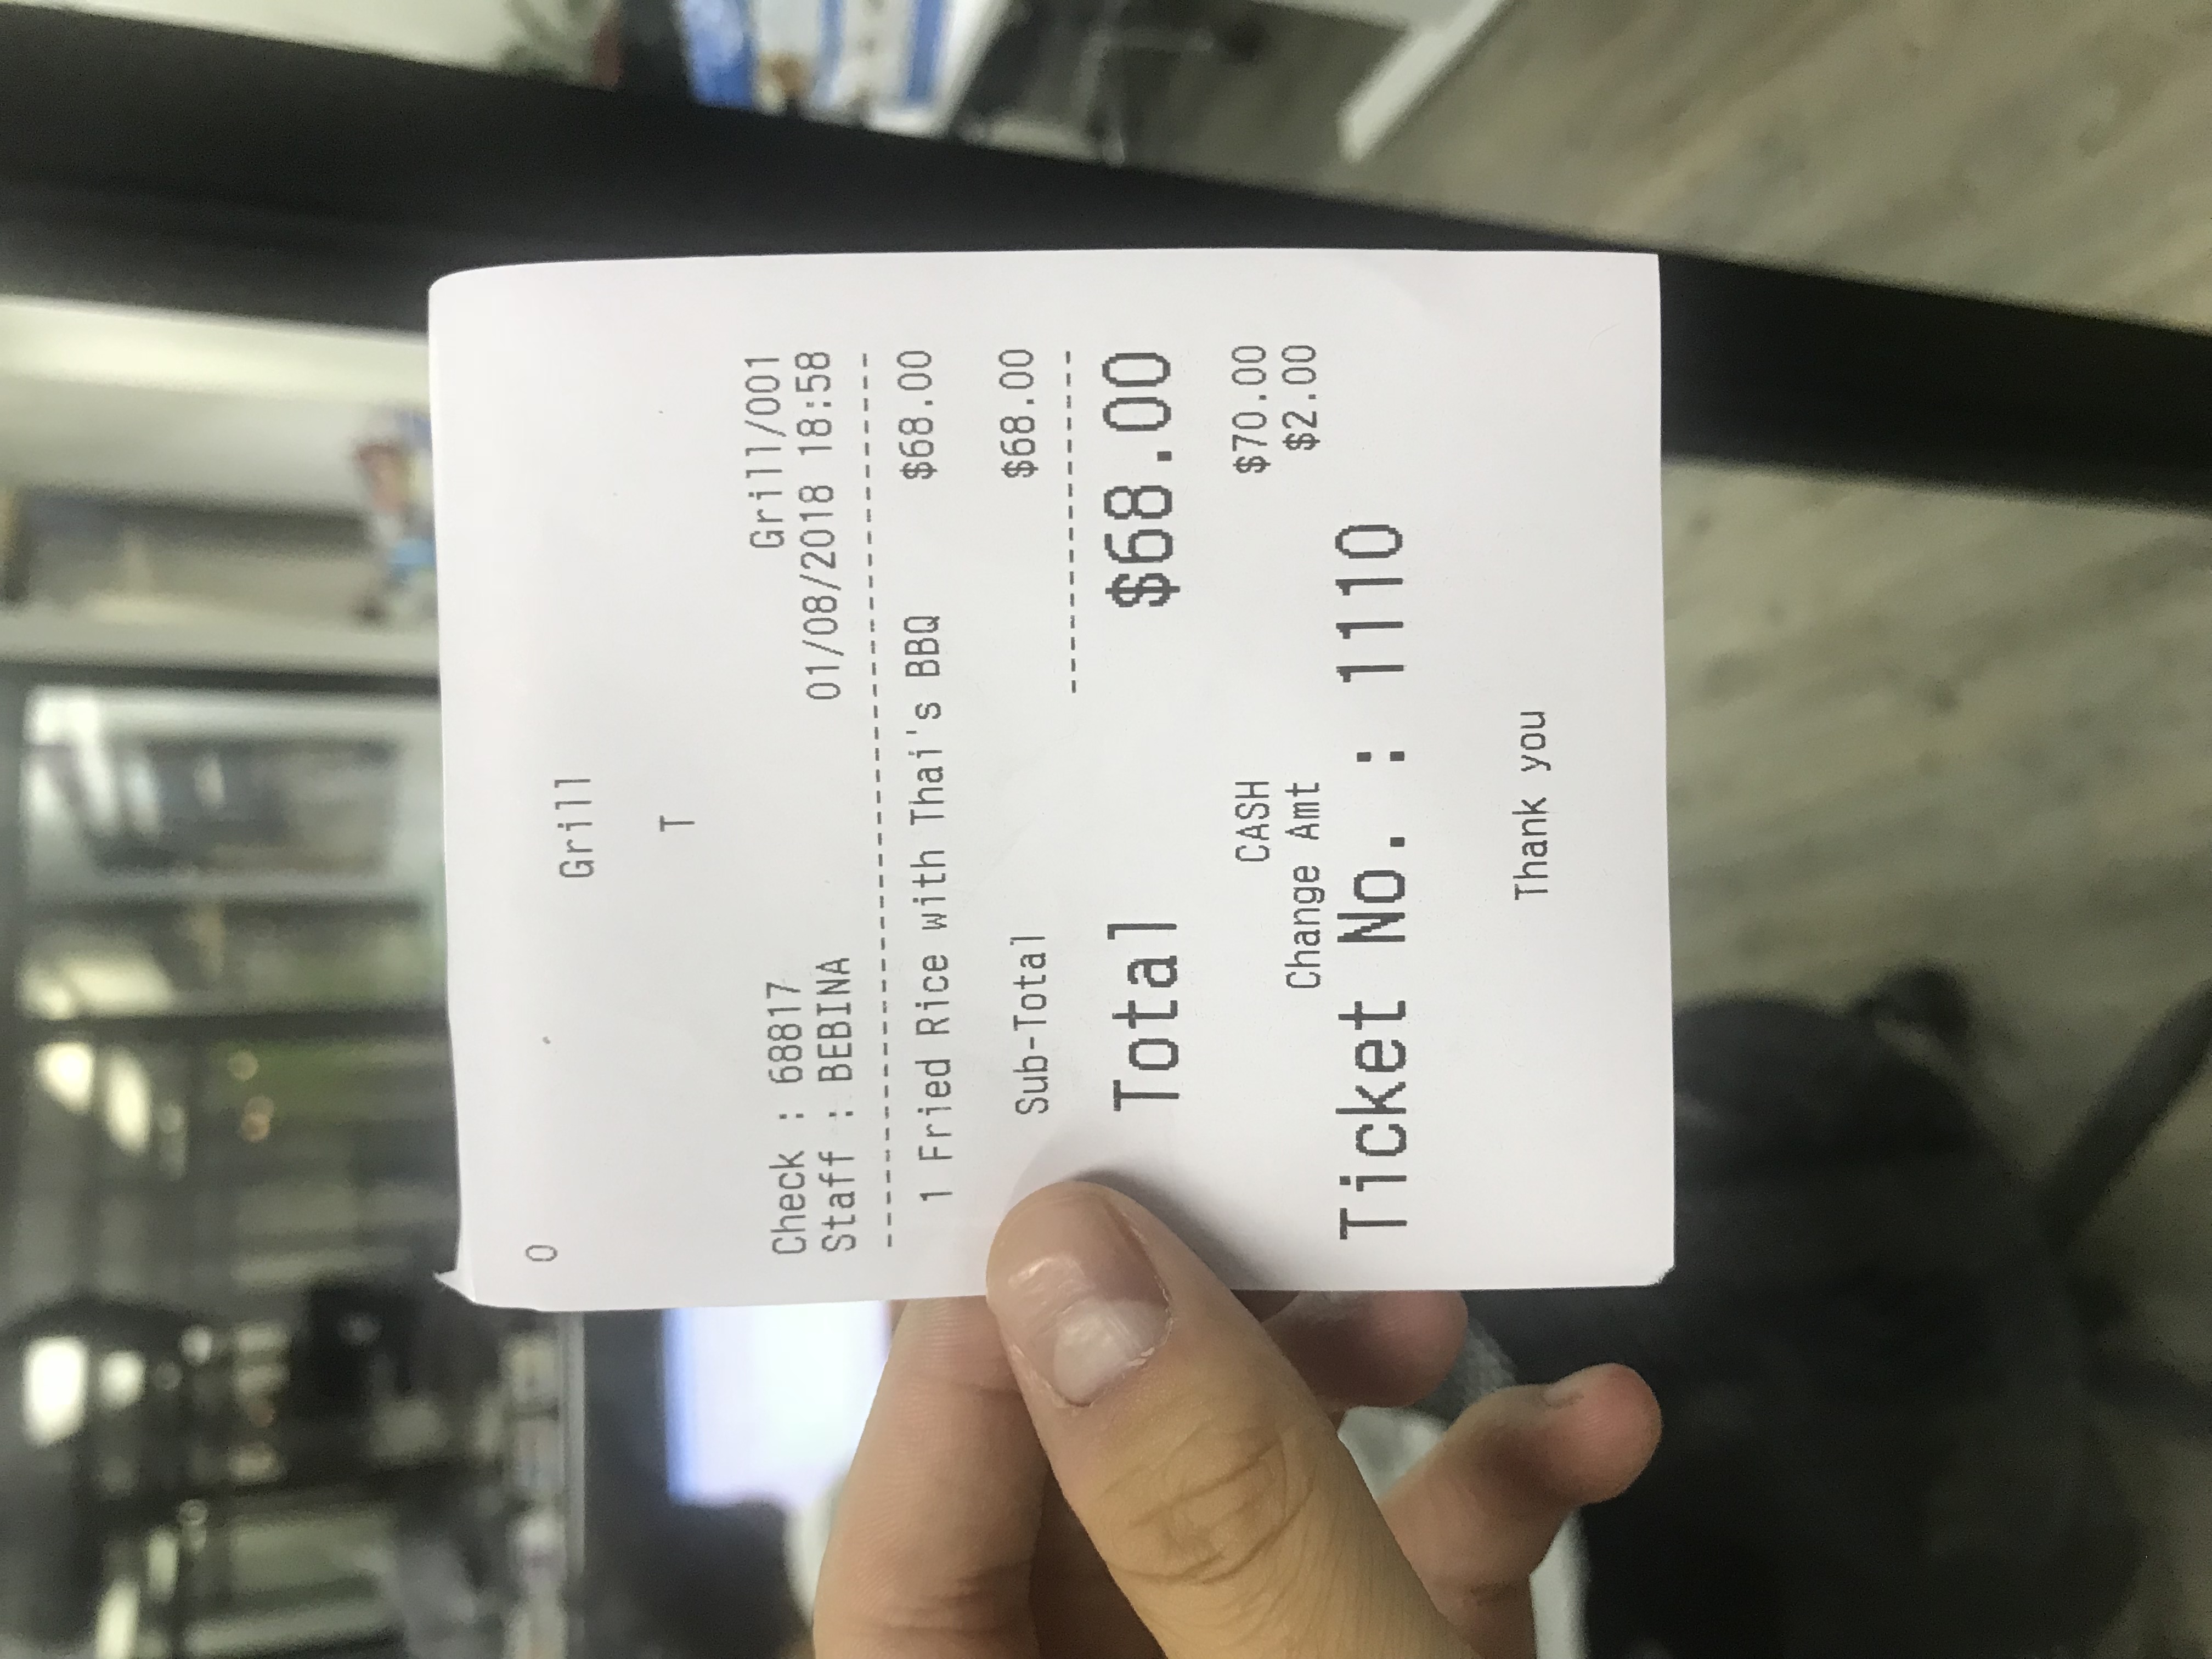 0
Grill
T
Grill/001
Check : 68817
Staff : BEBINA 01/08/2018 18:58
--------------------------------------------
1 Fried Rice with Thai's BBQ $68.00
Sub-Total $68.00
-----------------
Total $68.00
CASH $70.00
Change Amt $2.00
Ticket No. : 1110
Thank you